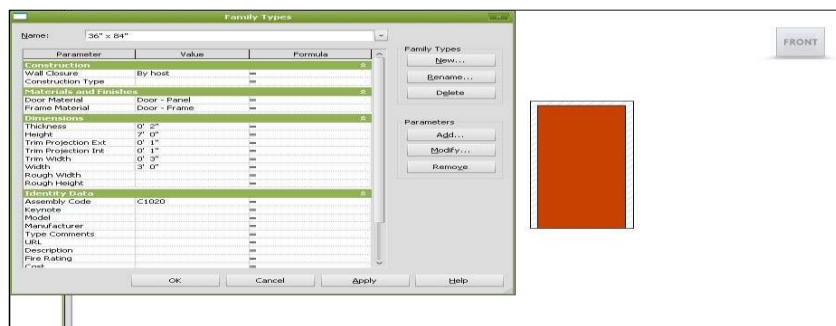 Family Types
Name: 36" x 84"
Parameter Value Formula
Construction
Wall Closure By host =
Construction Type =
Materials and Finishes
Door Material Door - Panel =
Frame Material Door - Frame =
Dimensions
Thickness 0' 2" =
Height 7' 0" =
Trim Projection Ext 0' 1" =
Trim Projection Int 0' 1" =
Trim Width 0' 3" =
Width 3' 0" =
Rough Width =
Rough Height =
Identity Data
Assembly Code C1020 =
Keynote =
Model =
Manufacturer =
Type Comments =
URL =
Description =
Fire Rating =
Cost =
Family Types
New...
Rename...
Delete
Parameters
Add...
Modify...
Remove
OK Cancel Apply Help
FRONT